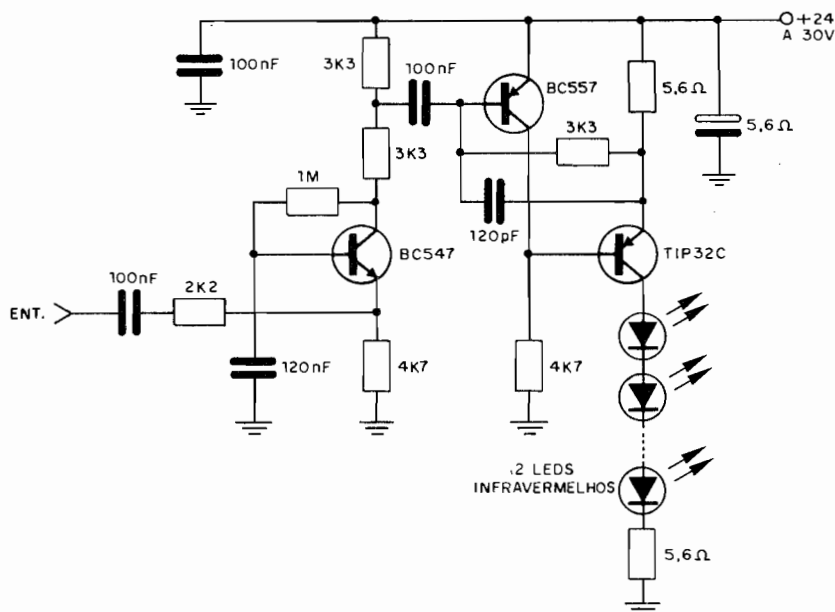 +24
A 30V
100nF
3K3
100nF
BC557
5,6Ω
5,6Ω
3K3
3K3
1M
120pF
BC547
TIP32C
100nF
2K2
ENT.
120nF
4K7
4K7
2 LEDS
INFRAVERMELHOS
5,6Ω